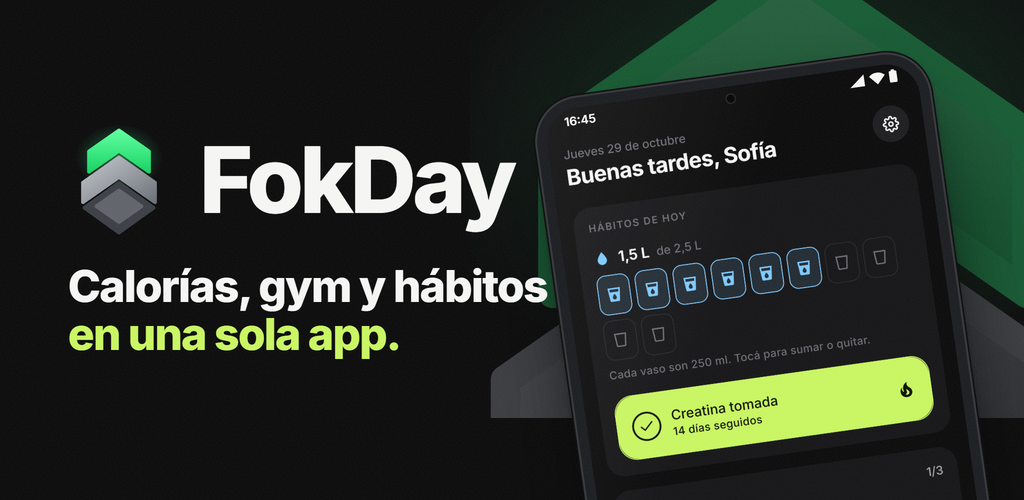 FokDay
Calorías, gym y hábitos
en una sola app.
16:45
Jueves 29 de octubre
Buenas tardes, Sofía
HÁBITOS DE HOY
1,5 L de 2,5 L
Cada vaso son 250 ml. Tocá para sumar o quitar.
Creatina tomada
14 días seguidos
1/3